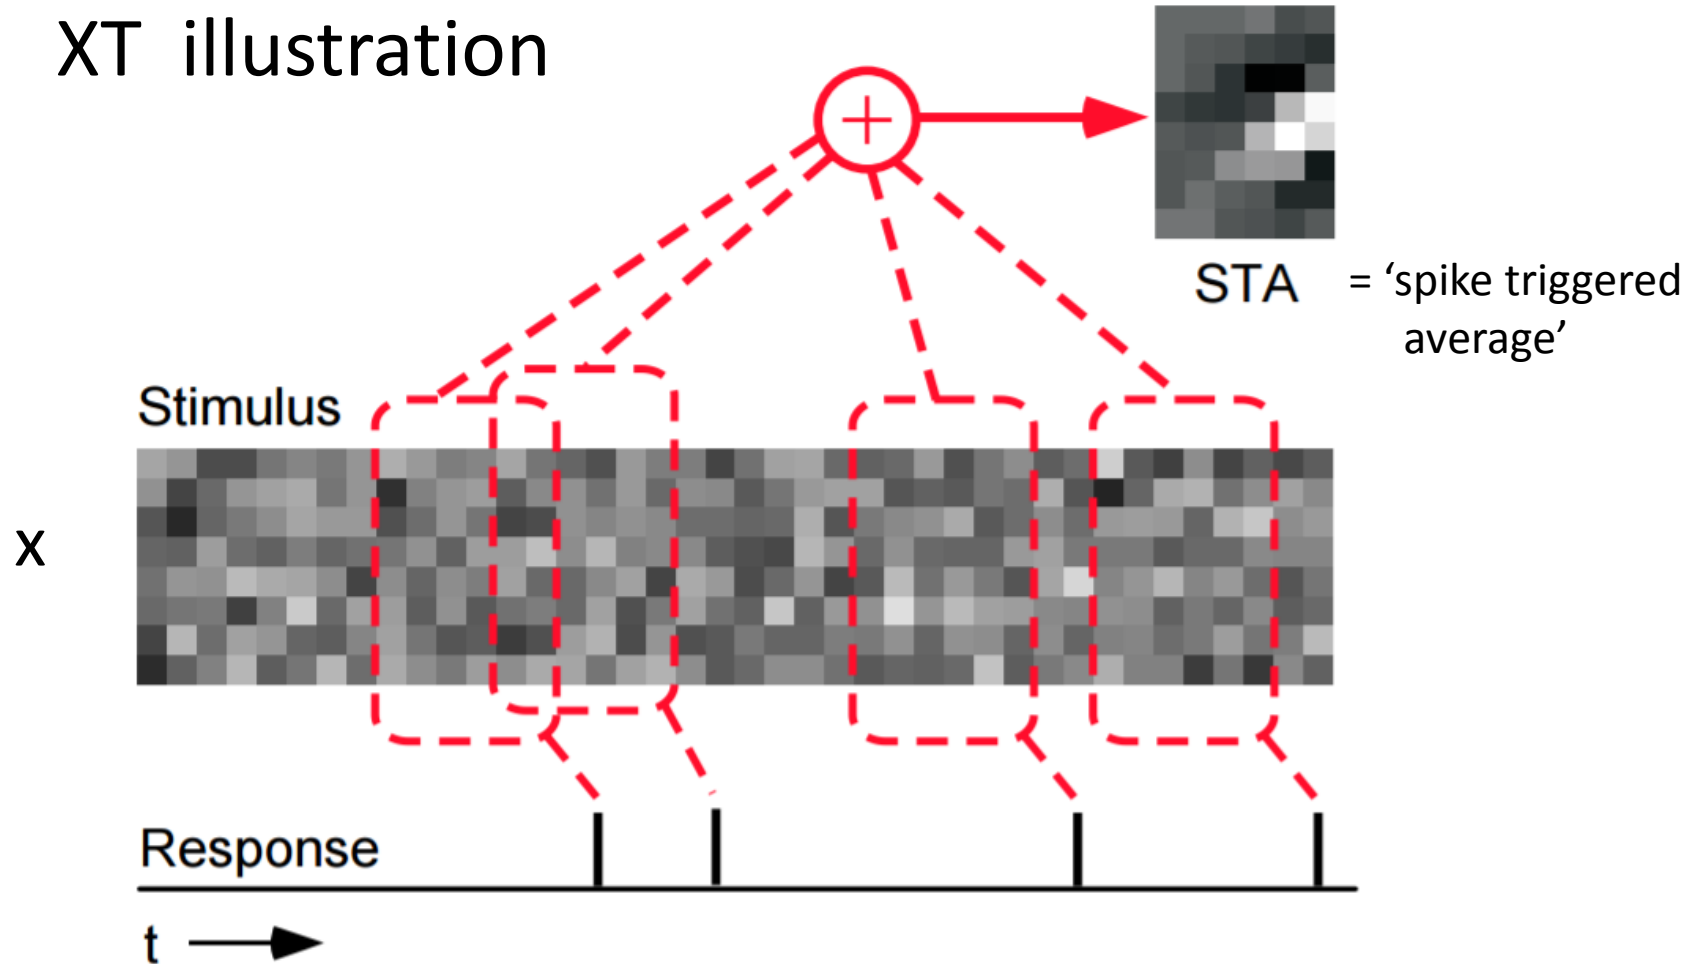 XT illustration
+
STA = ‘spike triggered
average’
Stimulus
x
Response
t